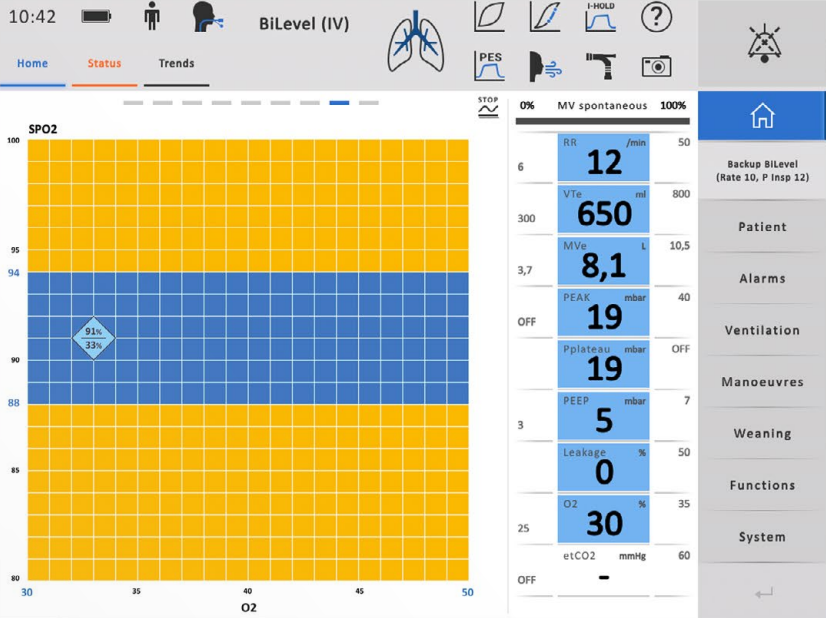 10:42
BiLevel (IV)
I-HOLD
?
PES
Home
Status
Trends
STOP
0% MV spontaneous 100%
SPO2
100
95
94
90
88
85
80
91%
33%
30
35
40
45
50
O2
RR /min 50
12
6
VTe ml 800
650
300
MVe L 10,5
8,1
3,7
PEAK mbar 40
19
OFF
Pplateau mbar OFF
19
PEEP mbar 7
5
3
Leakage % 50
0
O2 % 35
30
25
etCO2 mmHg 60
-
OFF
Backup BiLevel
(Rate 10, P Insp 12)
Patient
Alarms
Ventilation
Manoeuvres
Weaning
Functions
System